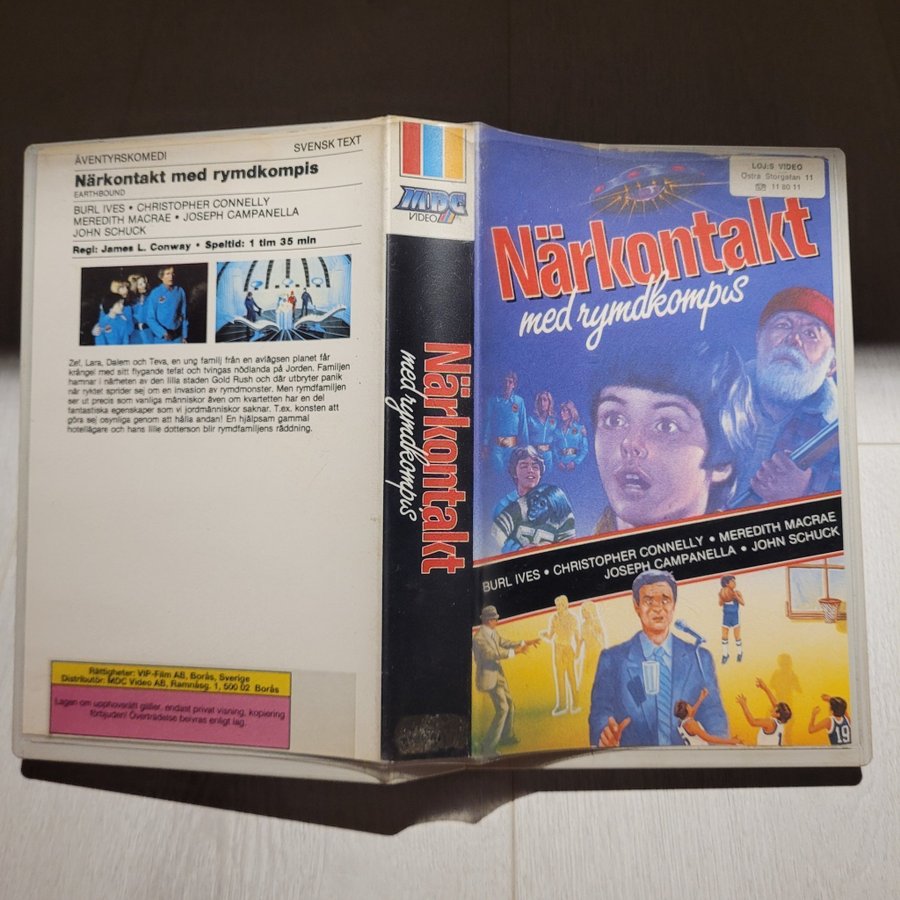 ÄVENTYRSKOMEDI
SVENSK TEXT
Närkontakt med rymdkompis
EARTHBOUND
BURL IVES • CHRISTOPHER CONNELLY
MEREDITH MACRAE • JOSEPH CAMPANELLA
JOHN SCHUCK
Regi: James L. Conway • Speltid: 1 tim 35 min
Zef, Lara, Dalem och Teva, en ung familj från en avlägsen planet får
krångel med sitt flygande tefat och tvingas nödlanda på Jorden. Familjen
hamnar i närheten av den lilla staden Gold Rush och där utbryter panik
när ryktet sprider sej om en invasion av rymdmonster. Men rymdfamiljen
ser ut precis som vanliga människor även om kvartetten har en del
fantastiska egenskaper som vi jordmänniskor saknar. T.ex. konsten att
göra sej osynliga genom att hålla andan! En hjälpsam gammal
hotellägare och hans lille dotterson blir rymdfamiljens räddning.
Rättigheter: VIP-Film AB, Borås, Sverige
Distributör: MDC Video AB, Ramnåsg. 1, 500 02 Borås
Lagen om upphovsrätt gäller, endast privat visning, kopiering
förbjuden! Överträdelse beivras enligt lag.
MDC
VIDEO
Närkontakt
med rymdkompis
LOJ:S VIDEO
Östra Storgatan 11
11 80 11
Närkontakt
med rymdkompis
55
BURL IVES • CHRISTOPHER CONNELLY • MEREDITH MACRAE
JOSEPH CAMPANELLA • JOHN SCHUCK
19